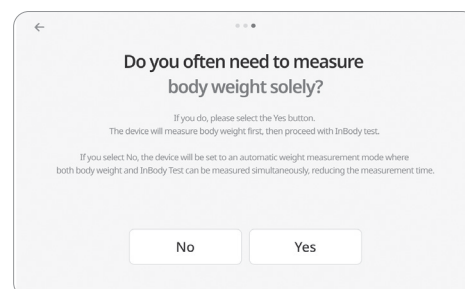 Do you often need to measure
body weight solely?
If you do, please select the Yes button.
The device will measure body weight first, then proceed with InBody test.
If you select No, the device will be set to an automatic weight measurement mode where
both body weight and InBody Test can be measured simultaneously, reducing the measurement time.
No
Yes